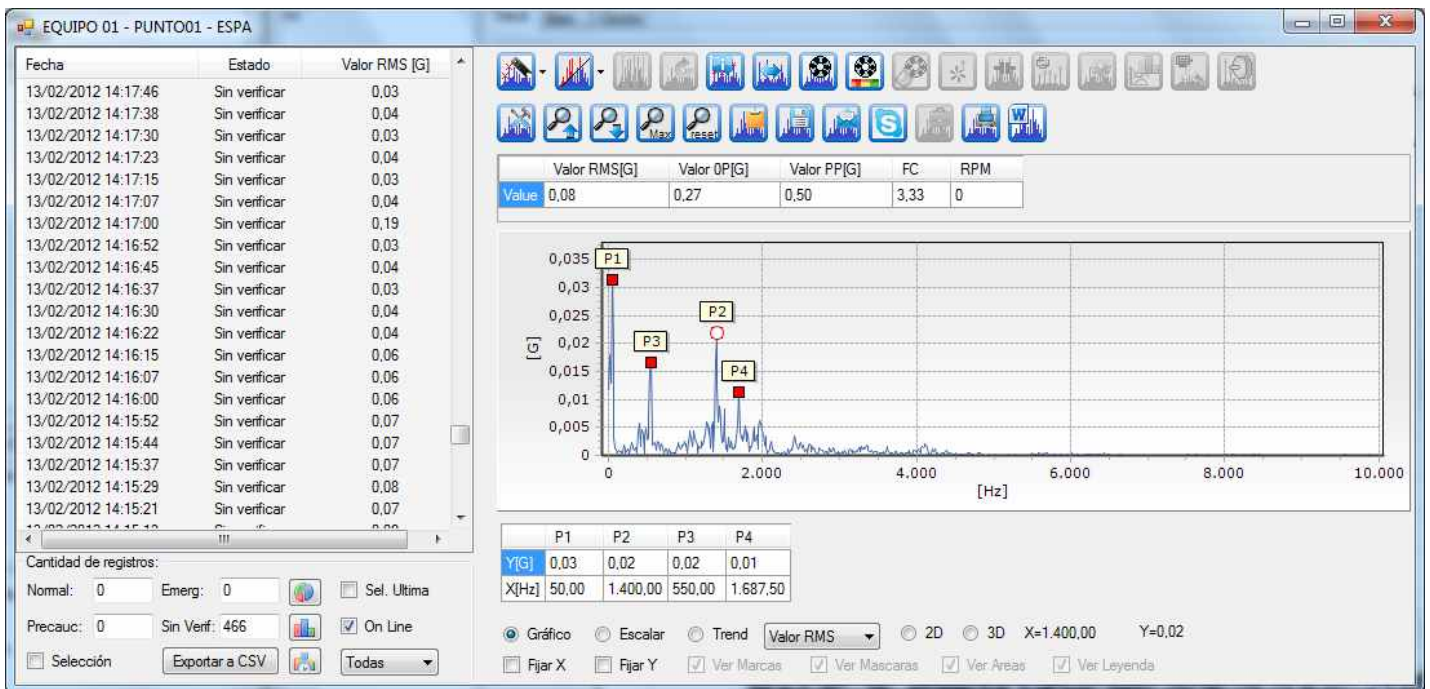 EQUIPO 01 - PUNTO01 - ESPA
Fecha Estado Valor RMS [G]
13/02/2012 14:17:46 Sin verificar 0,03
13/02/2012 14:17:38 Sin verificar 0,04
13/02/2012 14:17:30 Sin verificar 0,03
13/02/2012 14:17:23 Sin verificar 0,04
13/02/2012 14:17:15 Sin verificar 0,03
13/02/2012 14:17:07 Sin verificar 0,04
13/02/2012 14:17:00 Sin verificar 0,19
13/02/2012 14:16:52 Sin verificar 0,03
13/02/2012 14:16:45 Sin verificar 0,04
13/02/2012 14:16:37 Sin verificar 0,03
13/02/2012 14:16:30 Sin verificar 0,04
13/02/2012 14:16:22 Sin verificar 0,04
13/02/2012 14:16:15 Sin verificar 0,06
13/02/2012 14:16:07 Sin verificar 0,06
13/02/2012 14:16:00 Sin verificar 0,06
13/02/2012 14:15:52 Sin verificar 0,07
13/02/2012 14:15:44 Sin verificar 0,07
13/02/2012 14:15:37 Sin verificar 0,07
13/02/2012 14:15:29 Sin verificar 0,08
13/02/2012 14:15:21 Sin verificar 0,07
Cantidad de registros:
Normal: 0 Emerg: 0 Sel. Ultima
Precauc: 0 Sin Verif: 466 On Line
Selección Exportar a CSV Todas
Max reset W
Valor RMS[G] Valor 0P[G] Valor PP[G] FC RPM
Value 0,08 0,27 0,50 3,33 0
0,035 P1
0,03
0,025 P2
[G] 0,02 P3
0,015 P4
0,01
0,005
0
0 2.000 4.000 6.000 8.000 10.000
[Hz]
P1 P2 P3 P4
Y[G] 0,03 0,02 0,02 0,01
X[Hz] 50,00 1.400,00 550,00 1.687,50
Gráfico Escalar Trend Valor RMS 2D 3D X=1.400,00 Y=0,02
Fijar X Fijar Y Ver Marcas Ver Mascaras Ver Areas Ver Leyenda